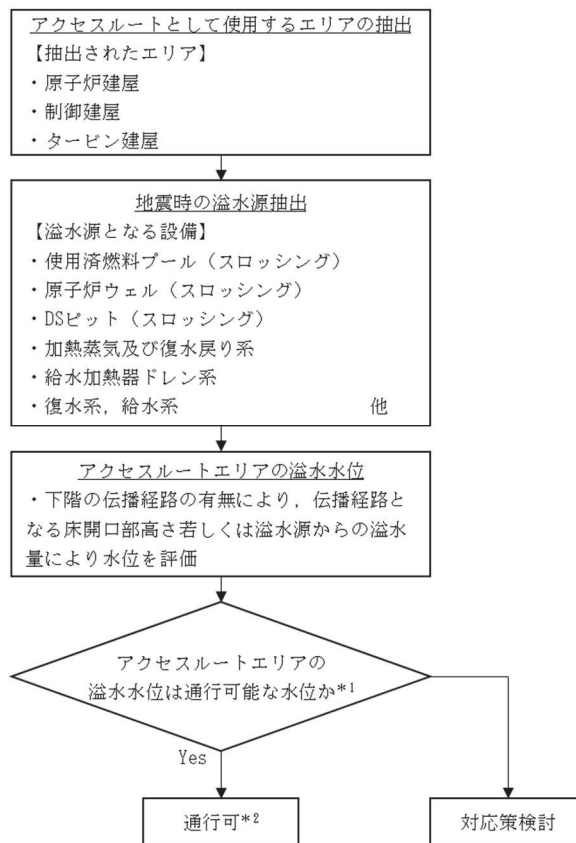 アクセスルートとして使用するエリアの抽出
【抽出されたエリア】
・原子炉建屋
・制御建屋
・タービン建屋
地震時の溢水源抽出
【溢水源となる設備】
・使用済燃料プール（スロッシング）
・原子炉ウェル（スロッシング）
・DSピット（スロッシング）
・加熱蒸気及び復水戻り系
・給水加熱器ドレン系
・復水系，給水系　　　　　　　　他
アクセスルートエリアの溢水水位
・下階の伝播経路の有無により，伝播経路と
なる床開口部高さ若しくは溢水源からの溢水
量により水位を評価
アクセスルートエリアの
溢水水位は通行可能な水位か*1
Yes
通行可*2
対応策検討